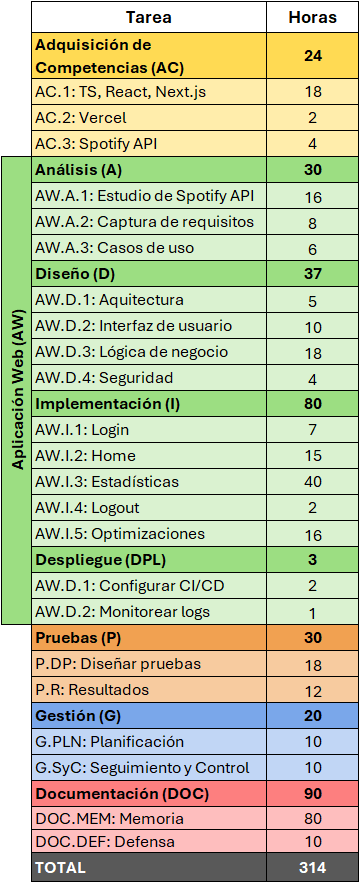 Tarea Horas
Adquisición de
Competencias (AC) 24
AC.1: TS, React, Next.js 18
AC.2: Vercel 2
AC.3: Spotify API 4
Aplicación Web (AW)
Análisis (A) 30
AW.A.1: Estudio de Spotify API 16
AW.A.2: Captura de requisitos 8
AW.A.3: Casos de uso 6
Diseño (D) 37
AW.D.1: Aquitectura 5
AW.D.2: Interfaz de usuario 10
AW.D.3: Lógica de negocio 18
AW.D.4: Seguridad 4
Implementación (I) 80
AW.I.1: Login 7
AW.I.2: Home 15
AW.I.3: Estadísticas 40
AW.I.4: Logout 2
AW.I.5: Optimizaciones 16
Despliegue (DPL) 3
AW.D.1: Configurar CI/CD 2
AW.D.2: Monitorear logs 1
Pruebas (P) 30
P.DP: Diseñar pruebas 18
P.R: Resultados 12
Gestión (G) 20
G.PLN: Planificación 10
G.SyC: Seguimiento y Control 10
Documentación (DOC) 90
DOC.MEM: Memoria 80
DOC.DEF: Defensa 10
TOTAL 314